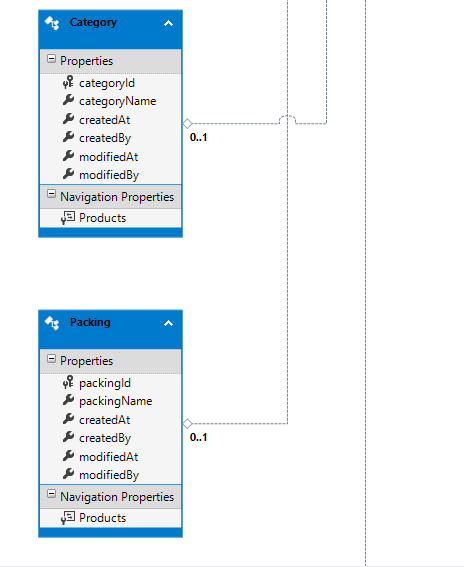 Category
Properties
categoryId
categoryName
createdAt
createdBy
modifiedAt
modifiedBy
Navigation Properties
Products
0..1
Packing
Properties
packingId
packingName
createdAt
createdBy
modifiedAt
modifiedBy
Navigation Properties
Products
0..1